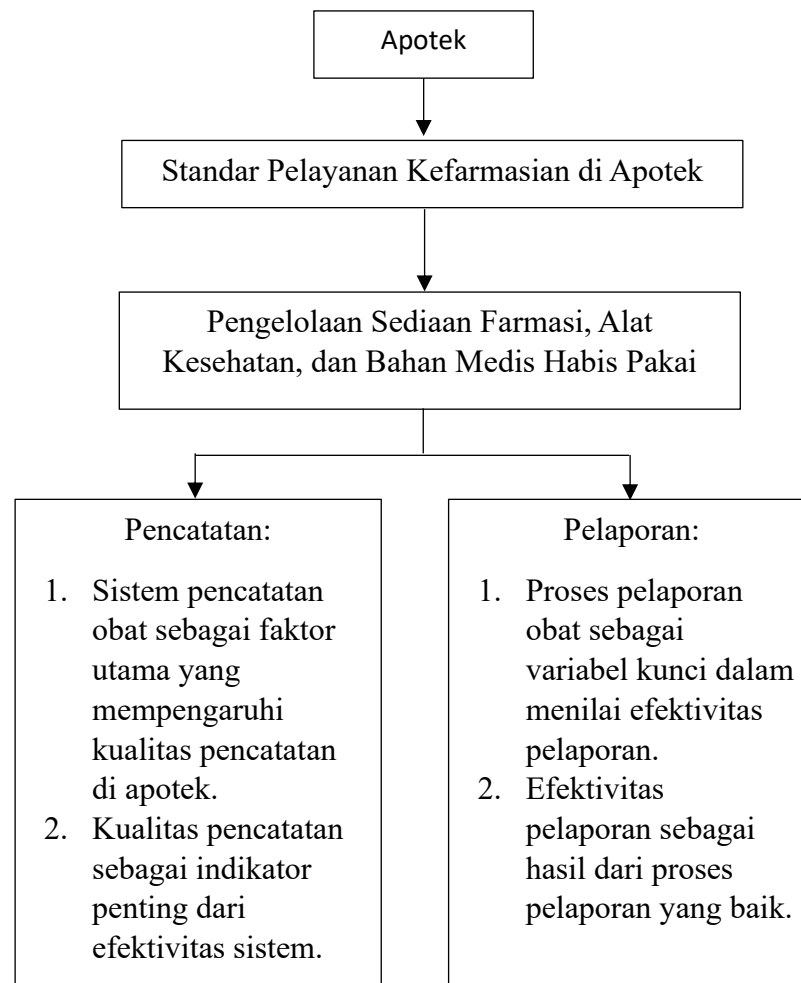 Apotek
Standar Pelayanan Kefarmasian di Apotek
Pengelolaan Sediaan Farmasi, Alat
Kesehatan, dan Bahan Medis Habis Pakai
Pencatatan:
1. Sistem pencatatan
obat sebagai faktor
utama yang
mempengaruhi
kualitas pencatatan
di apotek.
2. Kualitas pencatatan
sebagai indikator
penting dari
efektivitas sistem.
Pelaporan:
1. Proses pelaporan
obat sebagai
variabel kunci dalam
menilai efektivitas
pelaporan.
2. Efektivitas
pelaporan sebagai
hasil dari proses
pelaporan yang baik.